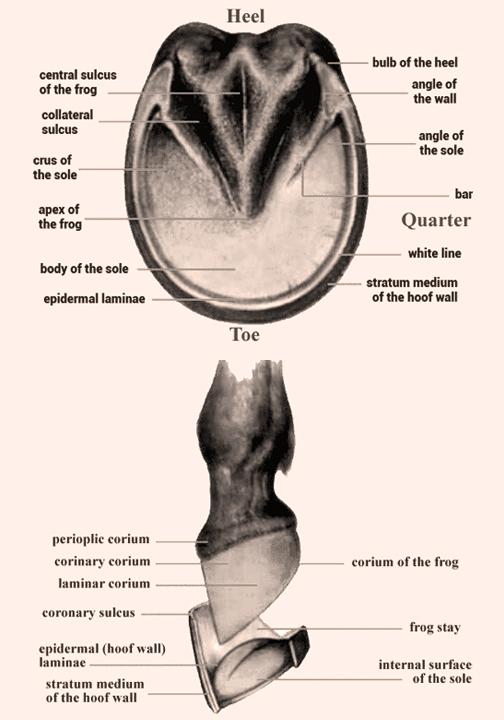 Heel
central sulcus
of the frog
collateral
sulcus
crus of
the sole
apex of
the frog
body of the sole
epidermal laminae
bulb of the heel
angle of
the wall
angle of
the sole
bar
Quarter
white line
stratum medium
of the hoof wall
Toe
perioplic corium
corinary corium
laminar corium
coronary sulcus
epidermal (hoof wall)
laminae
stratum medium
of the hoof wall
corium of the frog
frog stay
internal surface
of the sole